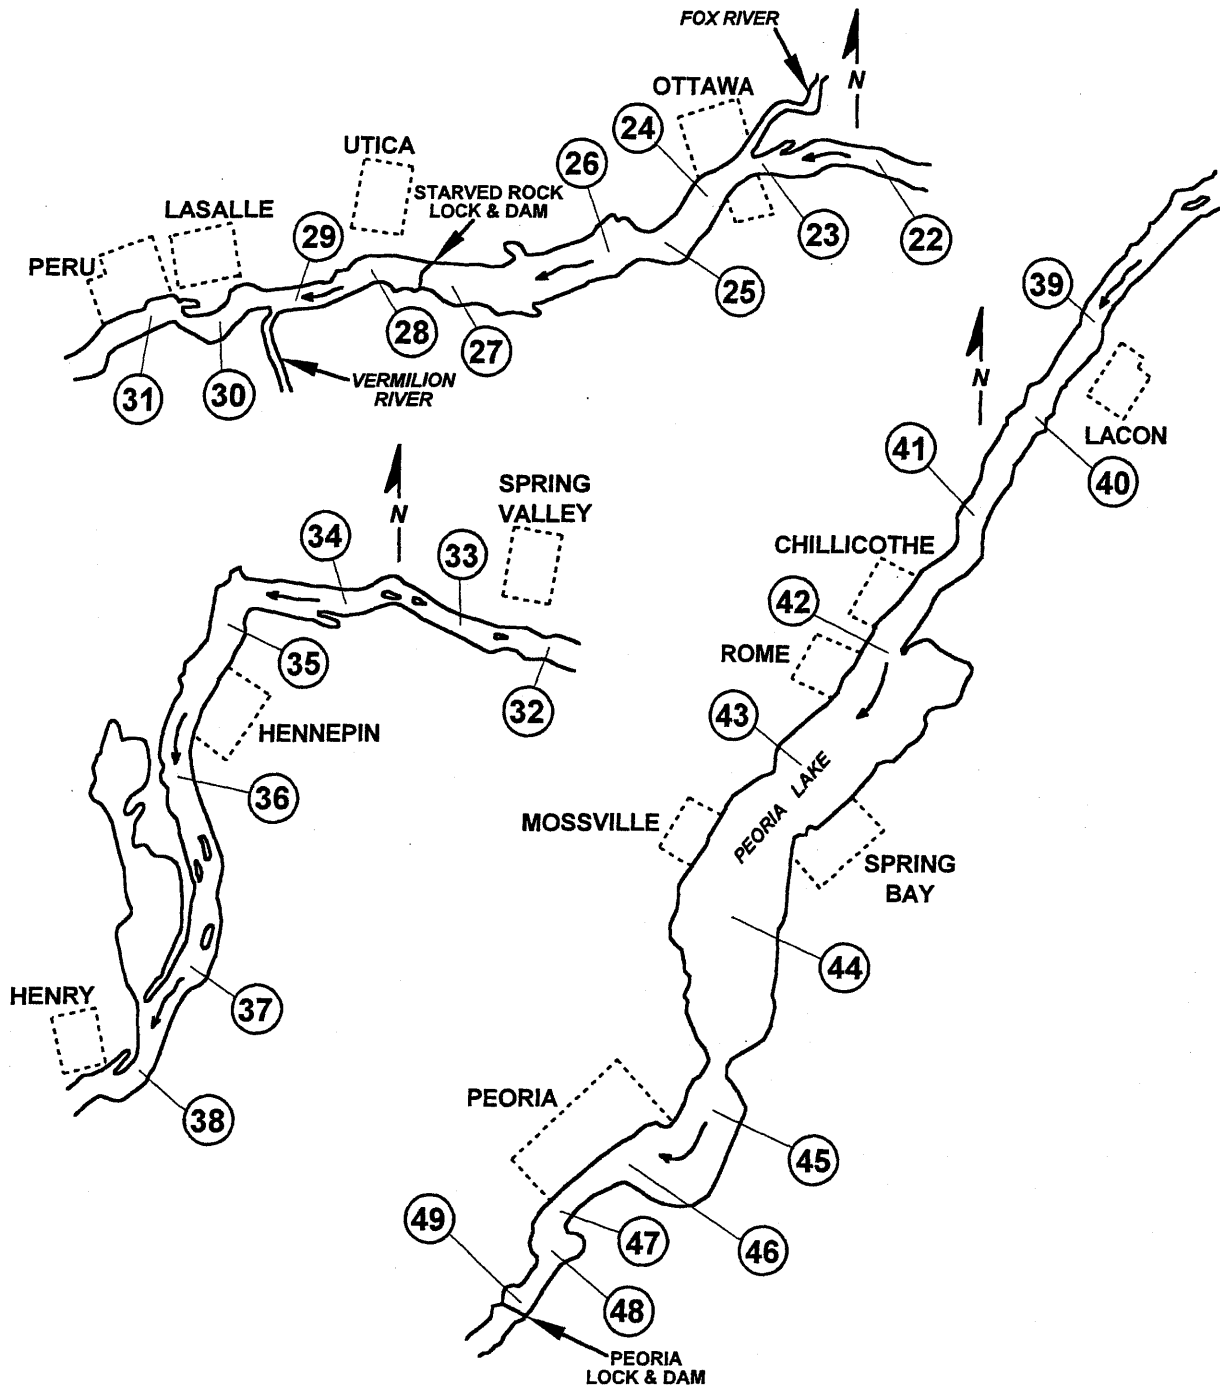 FOX RIVER
N
OTTAWA
24
26
23
22
25
UTICA
STARVED ROCK
LOCK & DAM
LASALLE
29
PERU
28
27
31
30
VERMILION
RIVER
39
N
LACON
41
40
CHILLICOTHE
42
ROME
43
PEORIA LAKE
MOSSVILLE
SPRING
BAY
44
N
SPRING
VALLEY
34
33
35
32
HENNEPIN
36
HENRY
37
38
PEORIA
45
49
47
46
48
PEORIA
LOCK & DAM